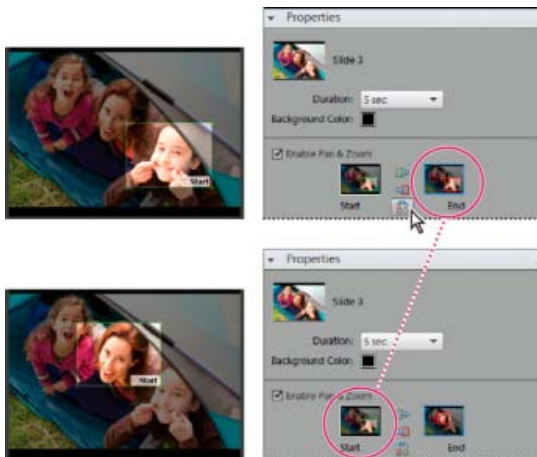 Properties
Slide 3
Duration: 5 sec
Background Color:
Enable Pan & Zoom
Start
Start End
Properties
Slide 3
Duration: 5 sec
Background Color:
Enable Pan & Zoom
Start
Start End